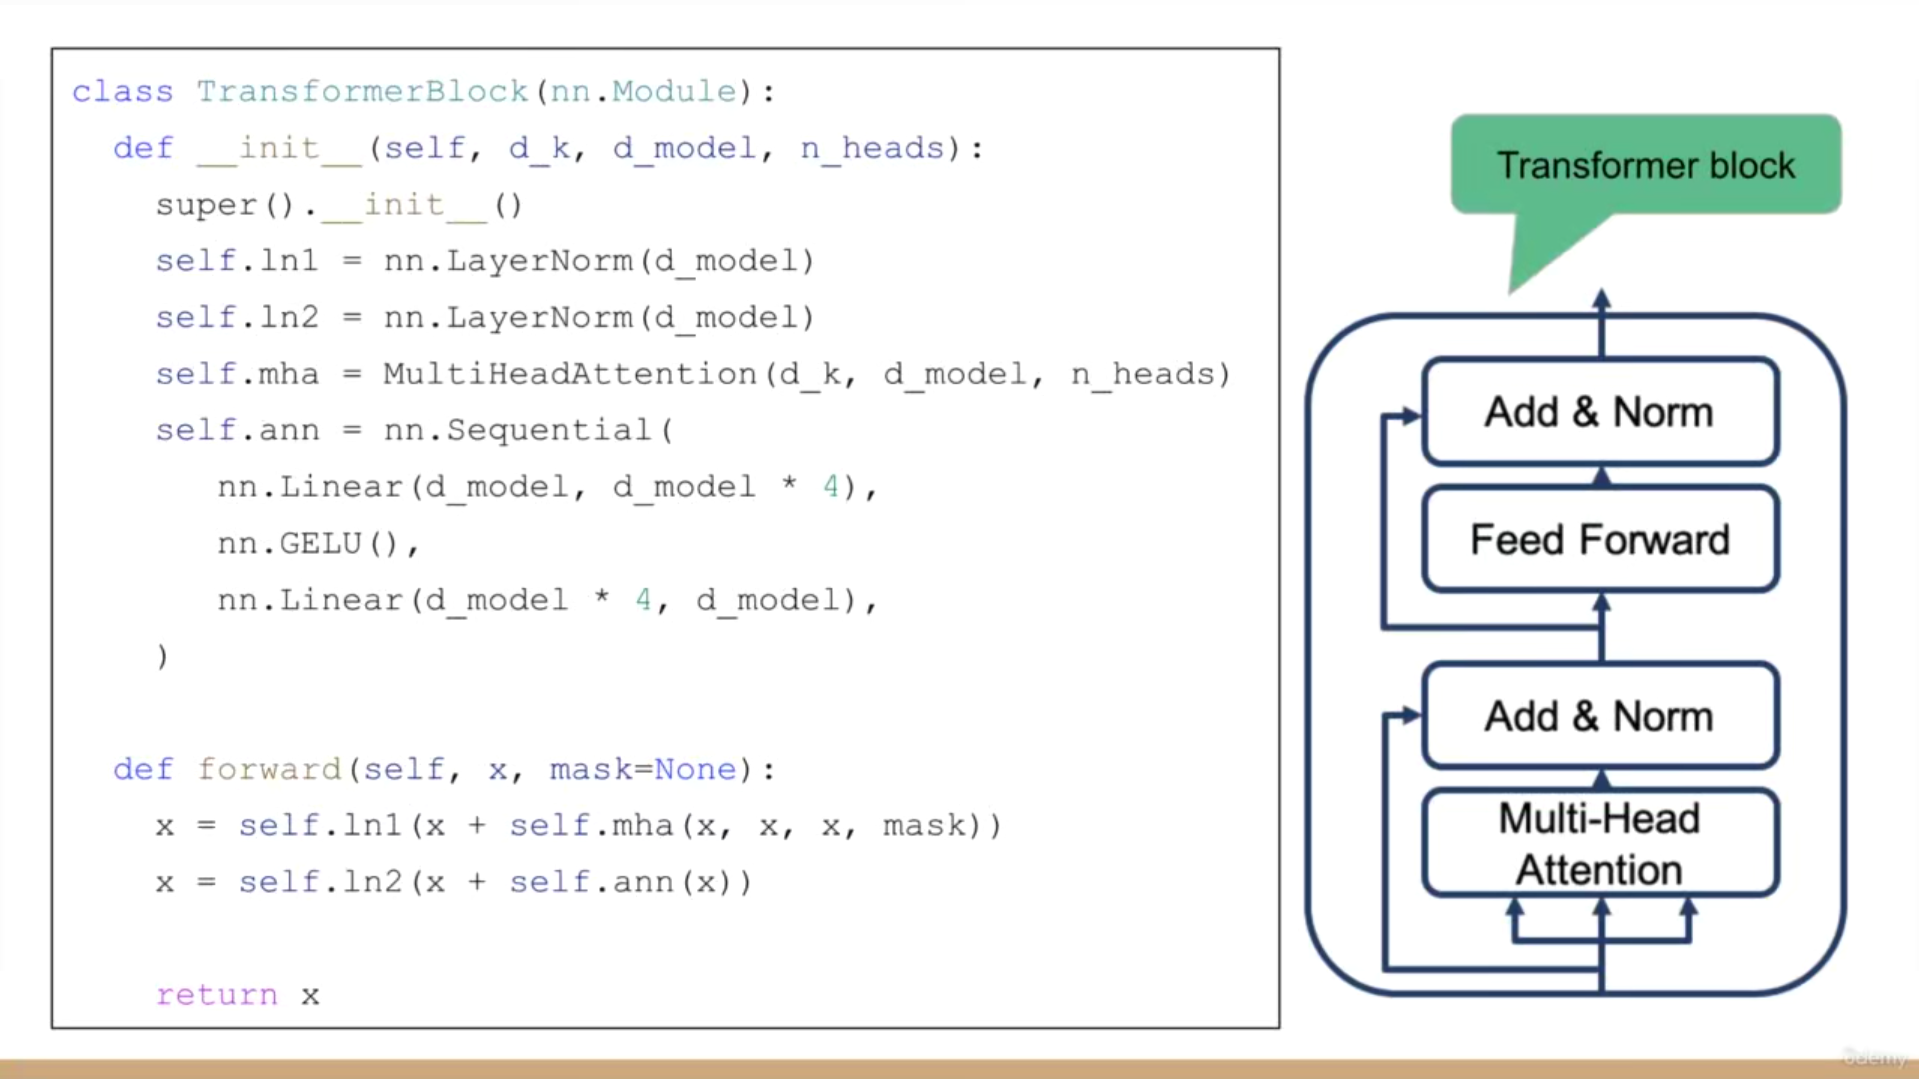 class TransformerBlock(nn.Module):
  def __init__(self, d_k, d_model, n_heads):
    super().__init__()
    self.ln1 = nn.LayerNorm(d_model)
    self.ln2 = nn.LayerNorm(d_model)
    self.mha = MultiHeadAttention(d_k, d_model, n_heads)
    self.ann = nn.Sequential(
       nn.Linear(d_model, d_model * 4),
       nn.GELU(),
       nn.Linear(d_model * 4, d_model),
    )
  def forward(self, x, mask=None):
    x = self.ln1(x + self.mha(x, x, x, mask))
    x = self.ln2(x + self.ann(x))
    return x
Transformer block
Add & Norm
Feed Forward
Add & Norm
Multi-Head
Attention
ûdemy